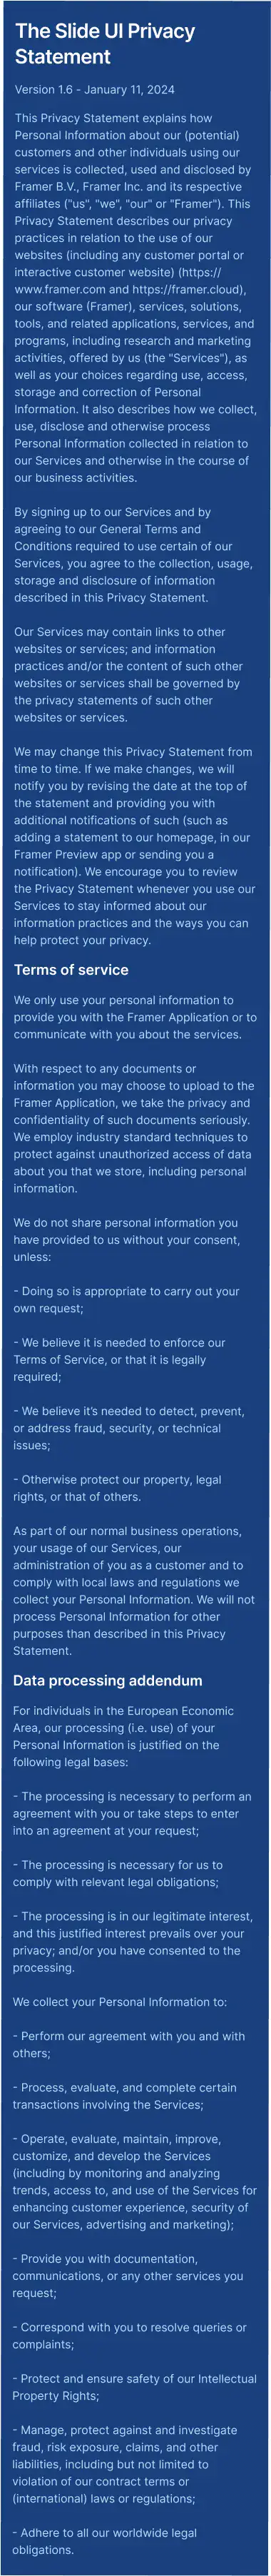 The Slide UI Privacy
Statement
Version 1.6 - January 11, 2024
This Privacy Statement explains how
Personal Information about our (potential)
customers and other individuals using our
services is collected, used and disclosed by
Framer B.V., Framer Inc. and its respective
affiliates ("us", "we", "our" or "Framer"). This
Privacy Statement describes our privacy
practices in relation to the use of our
websites (including any customer portal or
interactive customer website) (https://
www.framer.com and https://framer.cloud),
our software (Framer), services, solutions,
tools, and related applications, services, and
programs, including research and marketing
activities, offered by us (the "Services"), as
well as your choices regarding use, access,
storage and correction of Personal
Information. It also describes how we collect,
use, disclose and otherwise process
Personal Information collected in relation to
our Services and otherwise in the course of
our business activities.
By signing up to our Services and by
agreeing to our General Terms and
Conditions required to use certain of our
Services, you agree to the collection, usage,
storage and disclosure of information
described in this Privacy Statement.
Our Services may contain links to other
websites or services; and information
practices and/or the content of such other
websites or services shall be governed by
the privacy statements of such other
websites or services.
We may change this Privacy Statement from
time to time. If we make changes, we will
notify you by revising the date at the top of
the statement and providing you with
additional notifications of such (such as
adding a statement to our homepage, in our
Framer Preview app or sending you a
notification). We encourage you to review
the Privacy Statement whenever you use our
Services to stay informed about our
information practices and the ways you can
help protect your privacy.
Terms of service
We only use your personal information to
provide you with the Framer Application or to
communicate with you about the services.
With respect to any documents or
information you may choose to upload to the
Framer Application, we take the privacy and
confidentiality of such documents seriously.
We employ industry standard techniques to
protect against unauthorized access of data
about you that we store, including personal
information.
We do not share personal information you
have provided to us without your consent,
unless:
- Doing so is appropriate to carry out your
own request;
- We believe it is needed to enforce our
Terms of Service, or that it is legally
required;
- We believe it’s needed to detect, prevent,
or address fraud, security, or technical
issues;
- Otherwise protect our property, legal
rights, or that of others.
As part of our normal business operations,
your usage of our Services, our
administration of you as a customer and to
comply with local laws and regulations we
collect your Personal Information. We will not
process Personal Information for other
purposes than described in this Privacy
Statement.
Data processing addendum
For individuals in the European Economic
Area, our processing (i.e. use) of your
Personal Information is justified on the
following legal bases:
- The processing is necessary to perform an
agreement with you or take steps to enter
into an agreement at your request;
- The processing is necessary for us to
comply with relevant legal obligations;
- The processing is in our legitimate interest,
and this justified interest prevails over your
privacy; and/or you have consented to the
processing.
We collect your Personal Information to:
- Perform our agreement with you and with
others;
- Process, evaluate, and complete certain
transactions involving the Services;
- Operate, evaluate, maintain, improve,
customize, and develop the Services
(including by monitoring and analyzing
trends, access to, and use of the Services for
enhancing customer experience, security of
our Services, advertising and marketing);
- Provide you with documentation,
communications, or any other services you
request;
- Correspond with you to resolve queries or
complaints;
- Protect and ensure safety of our Intellectual
Property Rights;
- Manage, protect against and investigate
fraud, risk exposure, claims, and other
liabilities, including but not limited to
violation of our contract terms or
(international) laws or regulations;
- Adhere to all our worldwide legal
obligations.